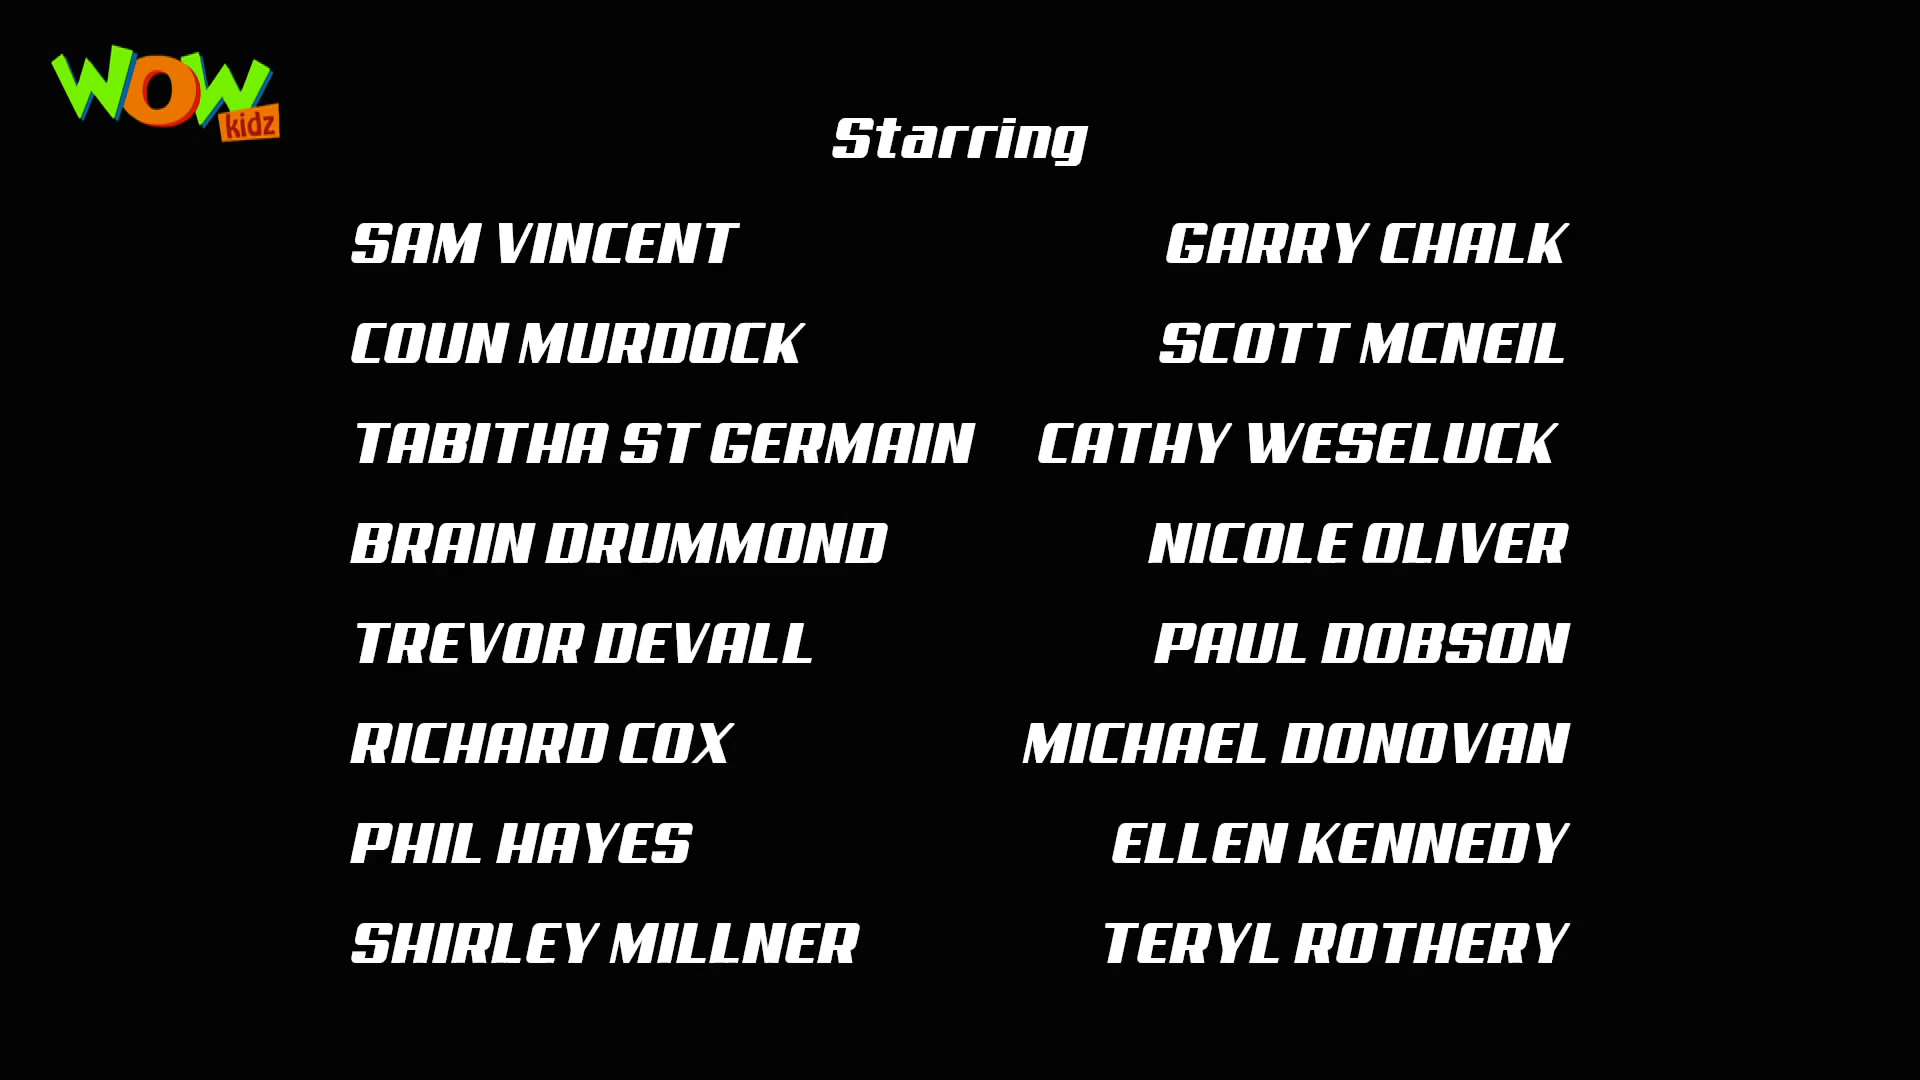 WOW
kidz
Starring
SAM VINCENT GARRY CHALK
COUN MURDOCK SCOTT MCNEIL
TABITHA ST GERMAIN CATHY WESELUCK
BRAIN DRUMMOND NICOLE OLIVER
TREVOR DEVALL PAUL DOBSON
RICHARD COX MICHAEL DONOVAN
PHIL HAYES ELLEN KENNEDY
SHIRLEY MILLNER TERYL ROTHERY